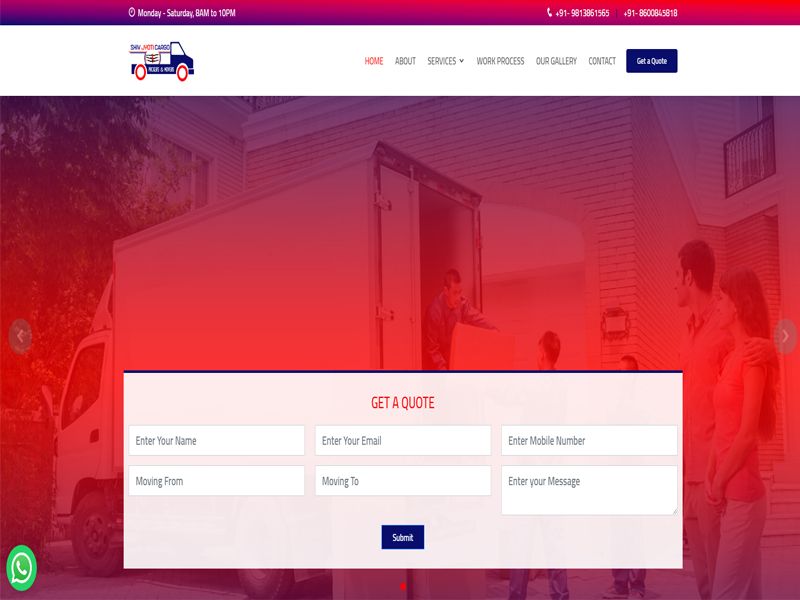 Monday - Saturday, 8AM to 10PM
+91- 9813861565 | +91- 8600845818
SHIV JYOTI CARGO
PACKERS & MOVERS
HOME ABOUT SERVICES WORK PROCESS OUR GALLERY CONTACT Get a Quote
GET A QUOTE
Enter Your Name Enter Your Email Enter Mobile Number
Moving From Moving To Enter your Message
Submit